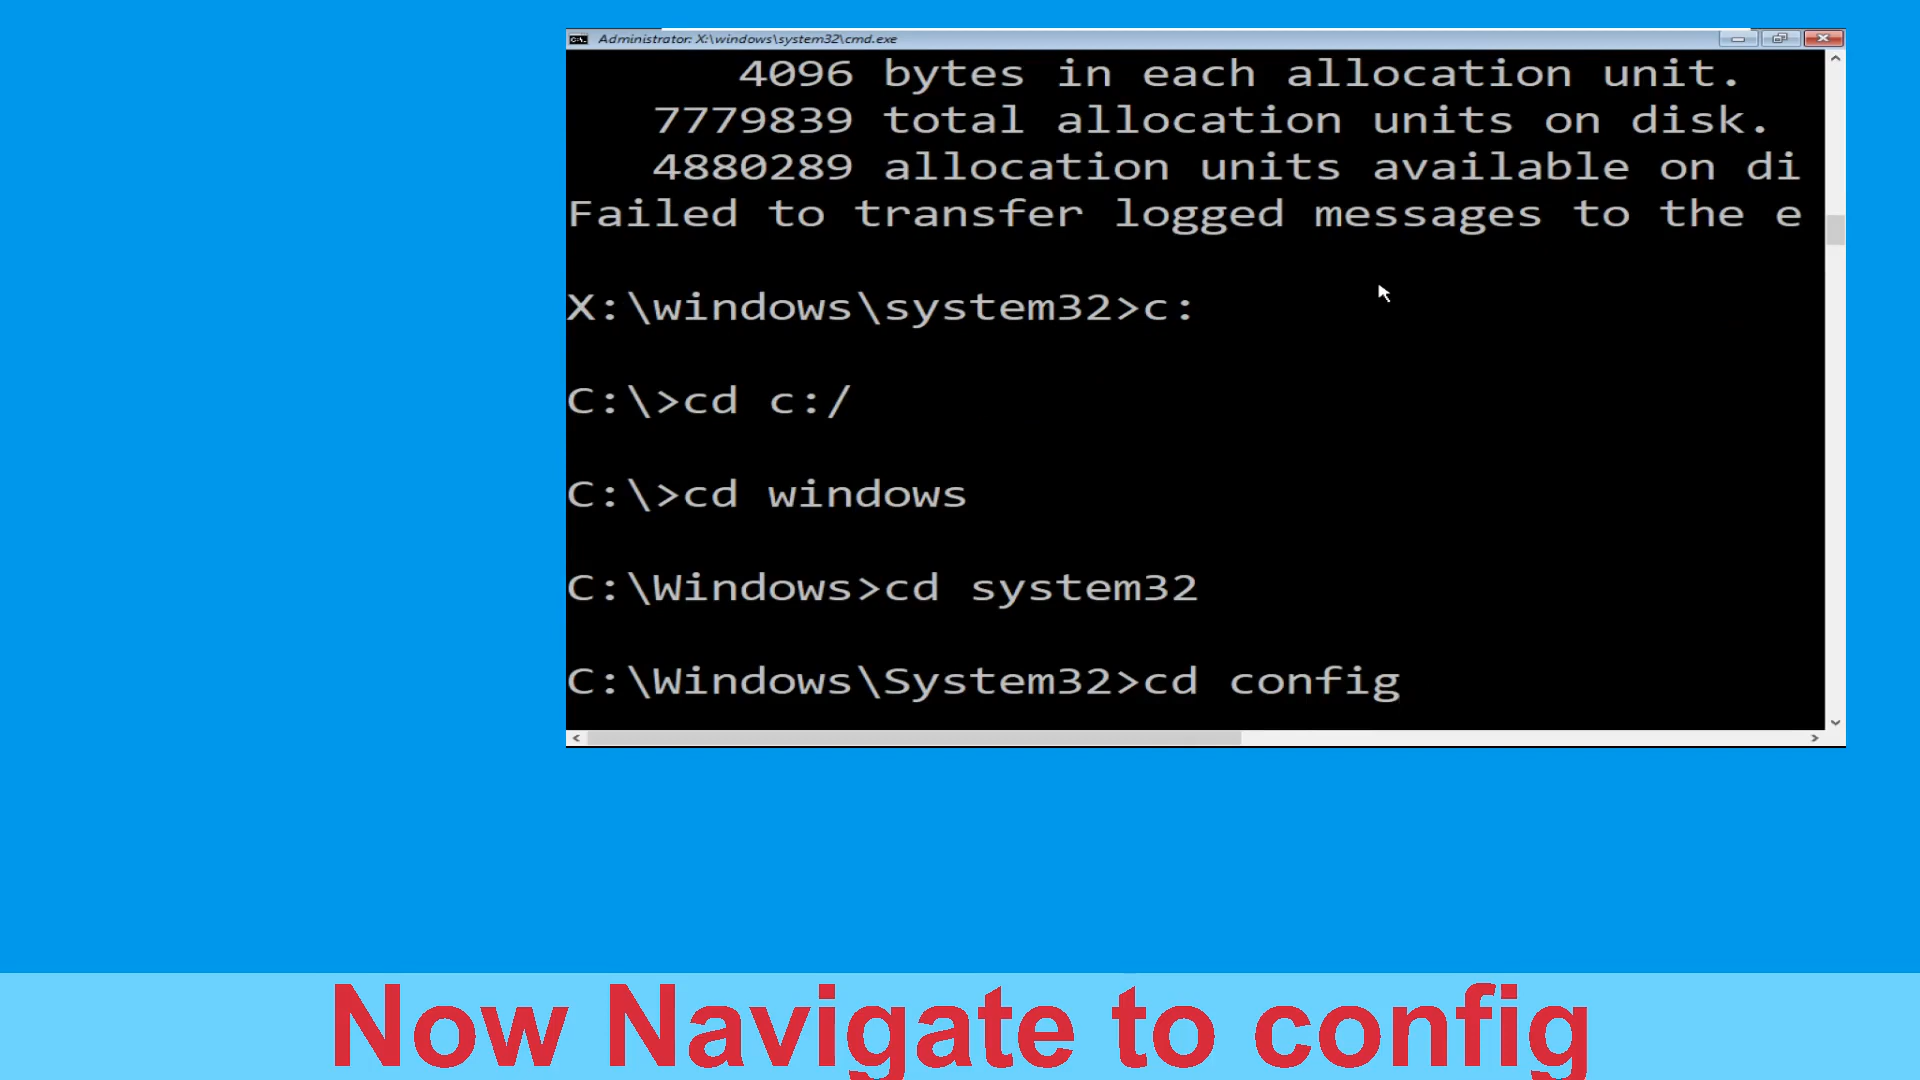 Administrator: X:\windows\system32\cmd.exe
4096 bytes in each allocation unit.
7779839 total allocation units on disk.
4880289 allocation units available on di
Failed to transfer logged messages to the e
X:\windows\system32>c:
C:\>cd c:/
C:\>cd windows
C:\Windows>cd system32
C:\Windows\System32>cd config
Now Navigate to config